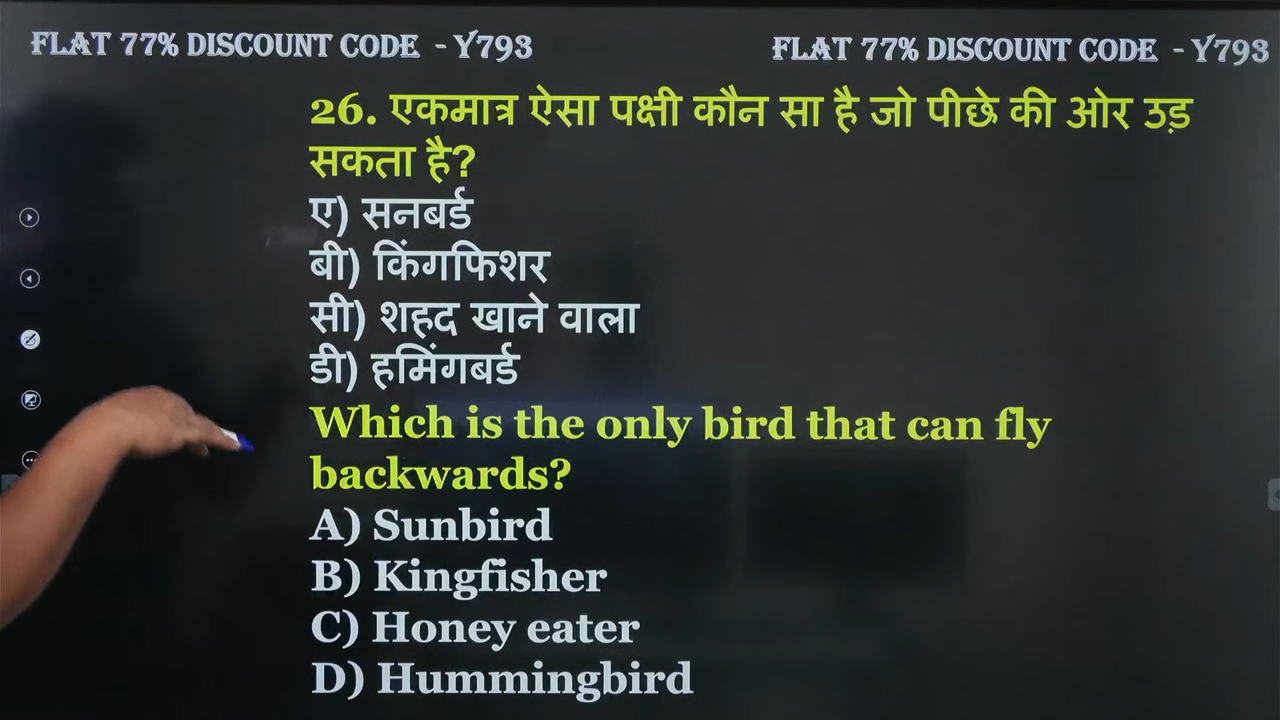 FLAT 77% DISCOUNT CODE - Y793 FLAT 77% DISCOUNT CODE - Y793
26. एकमात्र ऐसा पक्षी कौन सा है जो पीछे की ओर उड़
सकता है?
ए) सनबर्ड
बी) किंगफिशर
सी) शहद खाने वाला
डी) हमिंगबर्ड
Which is the only bird that can fly
backwards?
A) Sunbird
B) Kingfisher
C) Honey eater
D) Hummingbird